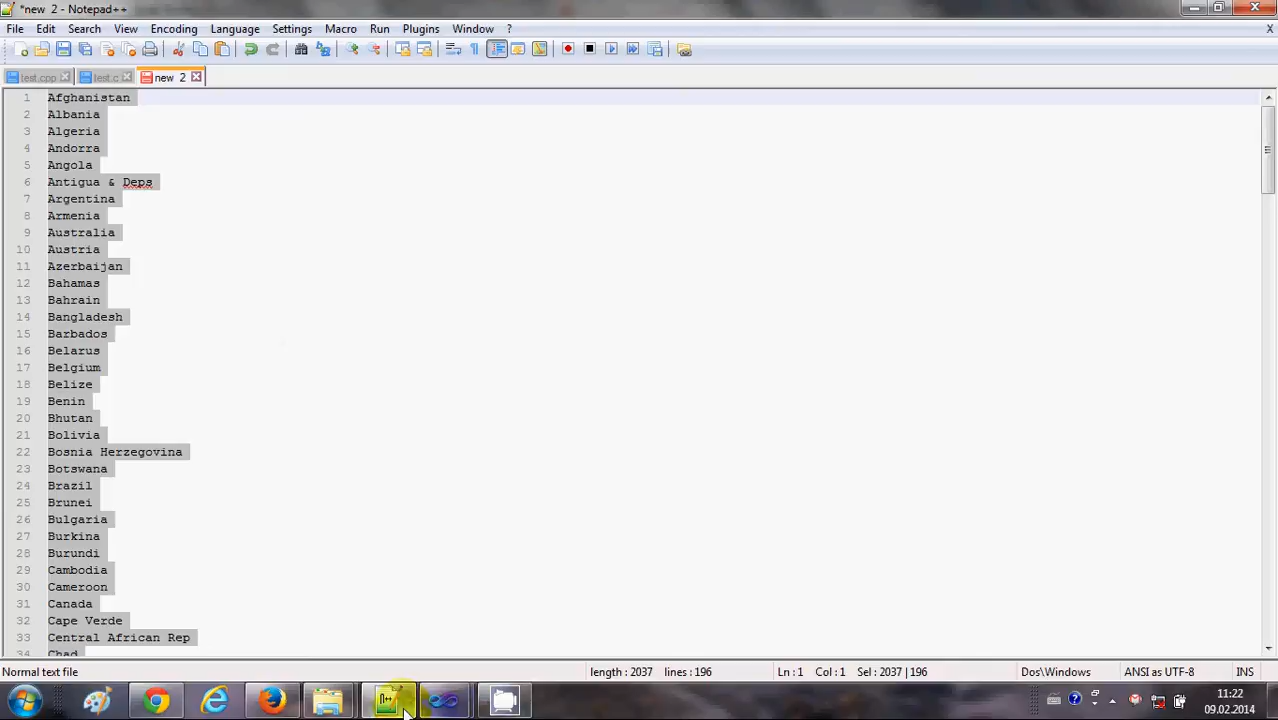 *new 2 - Notepad++
File Edit Search View Encoding Language Settings Macro Run Plugins Window ? X
test.cpp test.c new 2
1 Afghanistan
2 Albania
3 Algeria
4 Andorra
5 Angola
6 Antigua & Deps
7 Argentina
8 Armenia
9 Australia
10 Austria
11 Azerbaijan
12 Bahamas
13 Bahrain
14 Bangladesh
15 Barbados
16 Belarus
17 Belgium
18 Belize
19 Benin
20 Bhutan
21 Bolivia
22 Bosnia Herzegovina
23 Botswana
24 Brazil
25 Brunei
26 Bulgaria
27 Burkina
28 Burundi
29 Cambodia
30 Cameroon
31 Canada
32 Cape Verde
33 Central African Rep
34 Chad
Normal text file length : 2037 lines : 196 Ln : 1 Col : 1 Sel : 2037 | 196 Dos\Windows ANSI as UTF-8 INS
11:22
09.02.2014